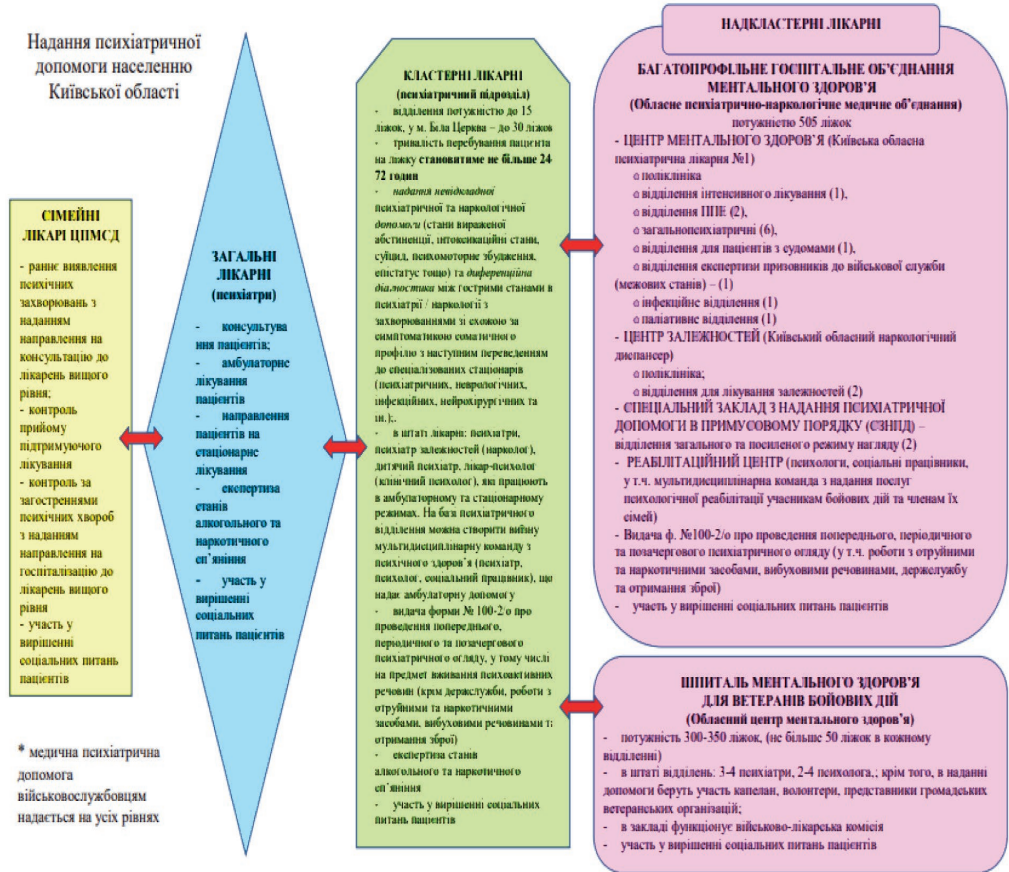 Надання психіатричної
допомоги населенню
Київської області
СІМЕЙНІ
ЛІКАРІ ЦПМСД
- раннє виявлення
психічних
захворювань з
наданням
направлення на
консультацію до
лікарень вищого
рівня;
- контроль
прийому
підтримуючого
лікування
- контроль за
загостреннями
психічних хвороб
з наданням
направлення на
госпіталізацію до
лікарень вищого
рівня
- участь у
вирішенні
соціальних питань
пацієнтів
* медична психіатрична
допомога
військовослужбовцям
надається на усіх рівнях
ЗАГАЛЬНІ
ЛІКАРНІ
(психіатри)
- консультува
ння пацієнтів;
- амбулаторне
лікування
пацієнтів
- направлення
пацієнтів на
стаціонарне
лікування
- експертиза
станів
алкогольного та
наркотичного
сп'яніння
- участь у
вирішенні
соціальних
питань пацієнтів
КЛАСТЕРНІ ЛІКАРНІ
(психіатричний підрозділ)
- відділення потужністю до 15
ліжок, у м. Біла Церква – до 30 ліжок
- тривалість перебування пацієнта
на ліжку становитиме не більше 24-
72 годин
- надання невідкладної
психіатричної та наркологічної
допомоги (стани вираженої
абстиненції, інтоксикаційні стани,
суїцид, психомоторне збудження,
епістатус тощо) та диференційна
діагностика між гострими станами в
психіатрії / наркології з
захворюваннями зі схожою за
симптоматикою соматичного
профілю з наступним переведенням
до спеціалізованих стаціонарів
(психіатричних, неврологічних,
інфекційних, нейрохірургічних та
ін.);.
- в штаті лікарні: психіатри,
психіатр залежностей (нарколог),
дитячий психіатр, лікар-психолог
(клінічний психолог), які працюють
в амбулаторному та стаціонарному
режимах. На базі психіатричного
відділення можна створити виїзну
мультидисциплінарну команду з
психічного здоров'я (психіатр,
психолог, соціальний працівник), що
надає амбулаторну допомогу
- видача форми № 100-2/о про
проведення попереднього,
періодичного та позачергового
психіатричного огляду, у тому числі
на предмет вживання психоактивних
речовин (крім держслужби, роботи з
отруйними та наркотичними
засобами, вибуховими речовинами та
отримання зброї)
- експертиза станів
алкогольного та наркотичного
сп'яніння
- участь у вирішенні соціальних
питань пацієнтів
НАДКЛАСТЕРНІ ЛІКАРНІ
БАГАТОПРОФІЛЬНЕ ГОСПІТАЛЬНЕ ОБ'ЄДНАННЯ
МЕНТАЛЬНОГО ЗДОРОВ'Я
(Обласне психіатрично-наркологічне медичне об'єднання)
потужністю 505 ліжок
- ЦЕНТР МЕНТАЛЬНОГО ЗДОРОВ'Я (Київська обласна
психіатрична лікарня №1)
o поліклініка
o відділення інтенсивного лікування (1),
o відділення ППЕ (2),
o загальнопсихіатричні (6),
o відділення для пацієнтів з судомами (1),
o відділення експертизи призовників до військової служби
(межових станів) – (1)
o інфекційне відділення (1)
o паліативне відділення (1)
- ЦЕНТР ЗАЛЕЖНОСТЕЙ (Київський обласний наркологічний
диспансер)
o поліклініка;
o відділення для лікування залежностей (2)
- СПЕЦІАЛЬНИЙ ЗАКЛАД З НАДАННЯ ПСИХІАТРИЧНОЇ
ДОПОМОГИ В ПРИМУСОВОМУ ПОРЯДКУ (СЗНПД) –
відділення загального та посиленого режиму нагляду (2)
- РЕАБІЛІТАЦІЙНИЙ ЦЕНТР (психологи, соціальні працівники,
у т.ч. мультидисциплінарна команда з надання послуг
психологічної реабілітації учасникам бойових дій та членам їх
сімей)
- Видача ф. №100-2/о про проведення попереднього, періодичного
та позачергового психіатричного огляду (у т.ч. роботи з отруйними
та наркотичними засобами, вибуховими речовинами, держслужбу
та отримання зброї)
- участь у вирішенні соціальних питань пацієнтів
ШПИТАЛЬ МЕНТАЛЬНОГО ЗДОРОВ'Я
ДЛЯ ВЕТЕРАНІВ БОЙОВИХ ДІЙ
(Обласний центр ментального здоров'я)
- потужність 300-350 ліжок, (не більше 50 ліжок в кожному
відділенні)
- в штаті відділень: 3-4 психіатри, 2-4 психолога,; крім того, в наданні
допомоги беруть участь капелан, волонтери, представники громадських
ветеранських організацій;
- в закладі функціонує військово-лікарська комісія
- участь у вирішенні соціальних питань пацієнтів